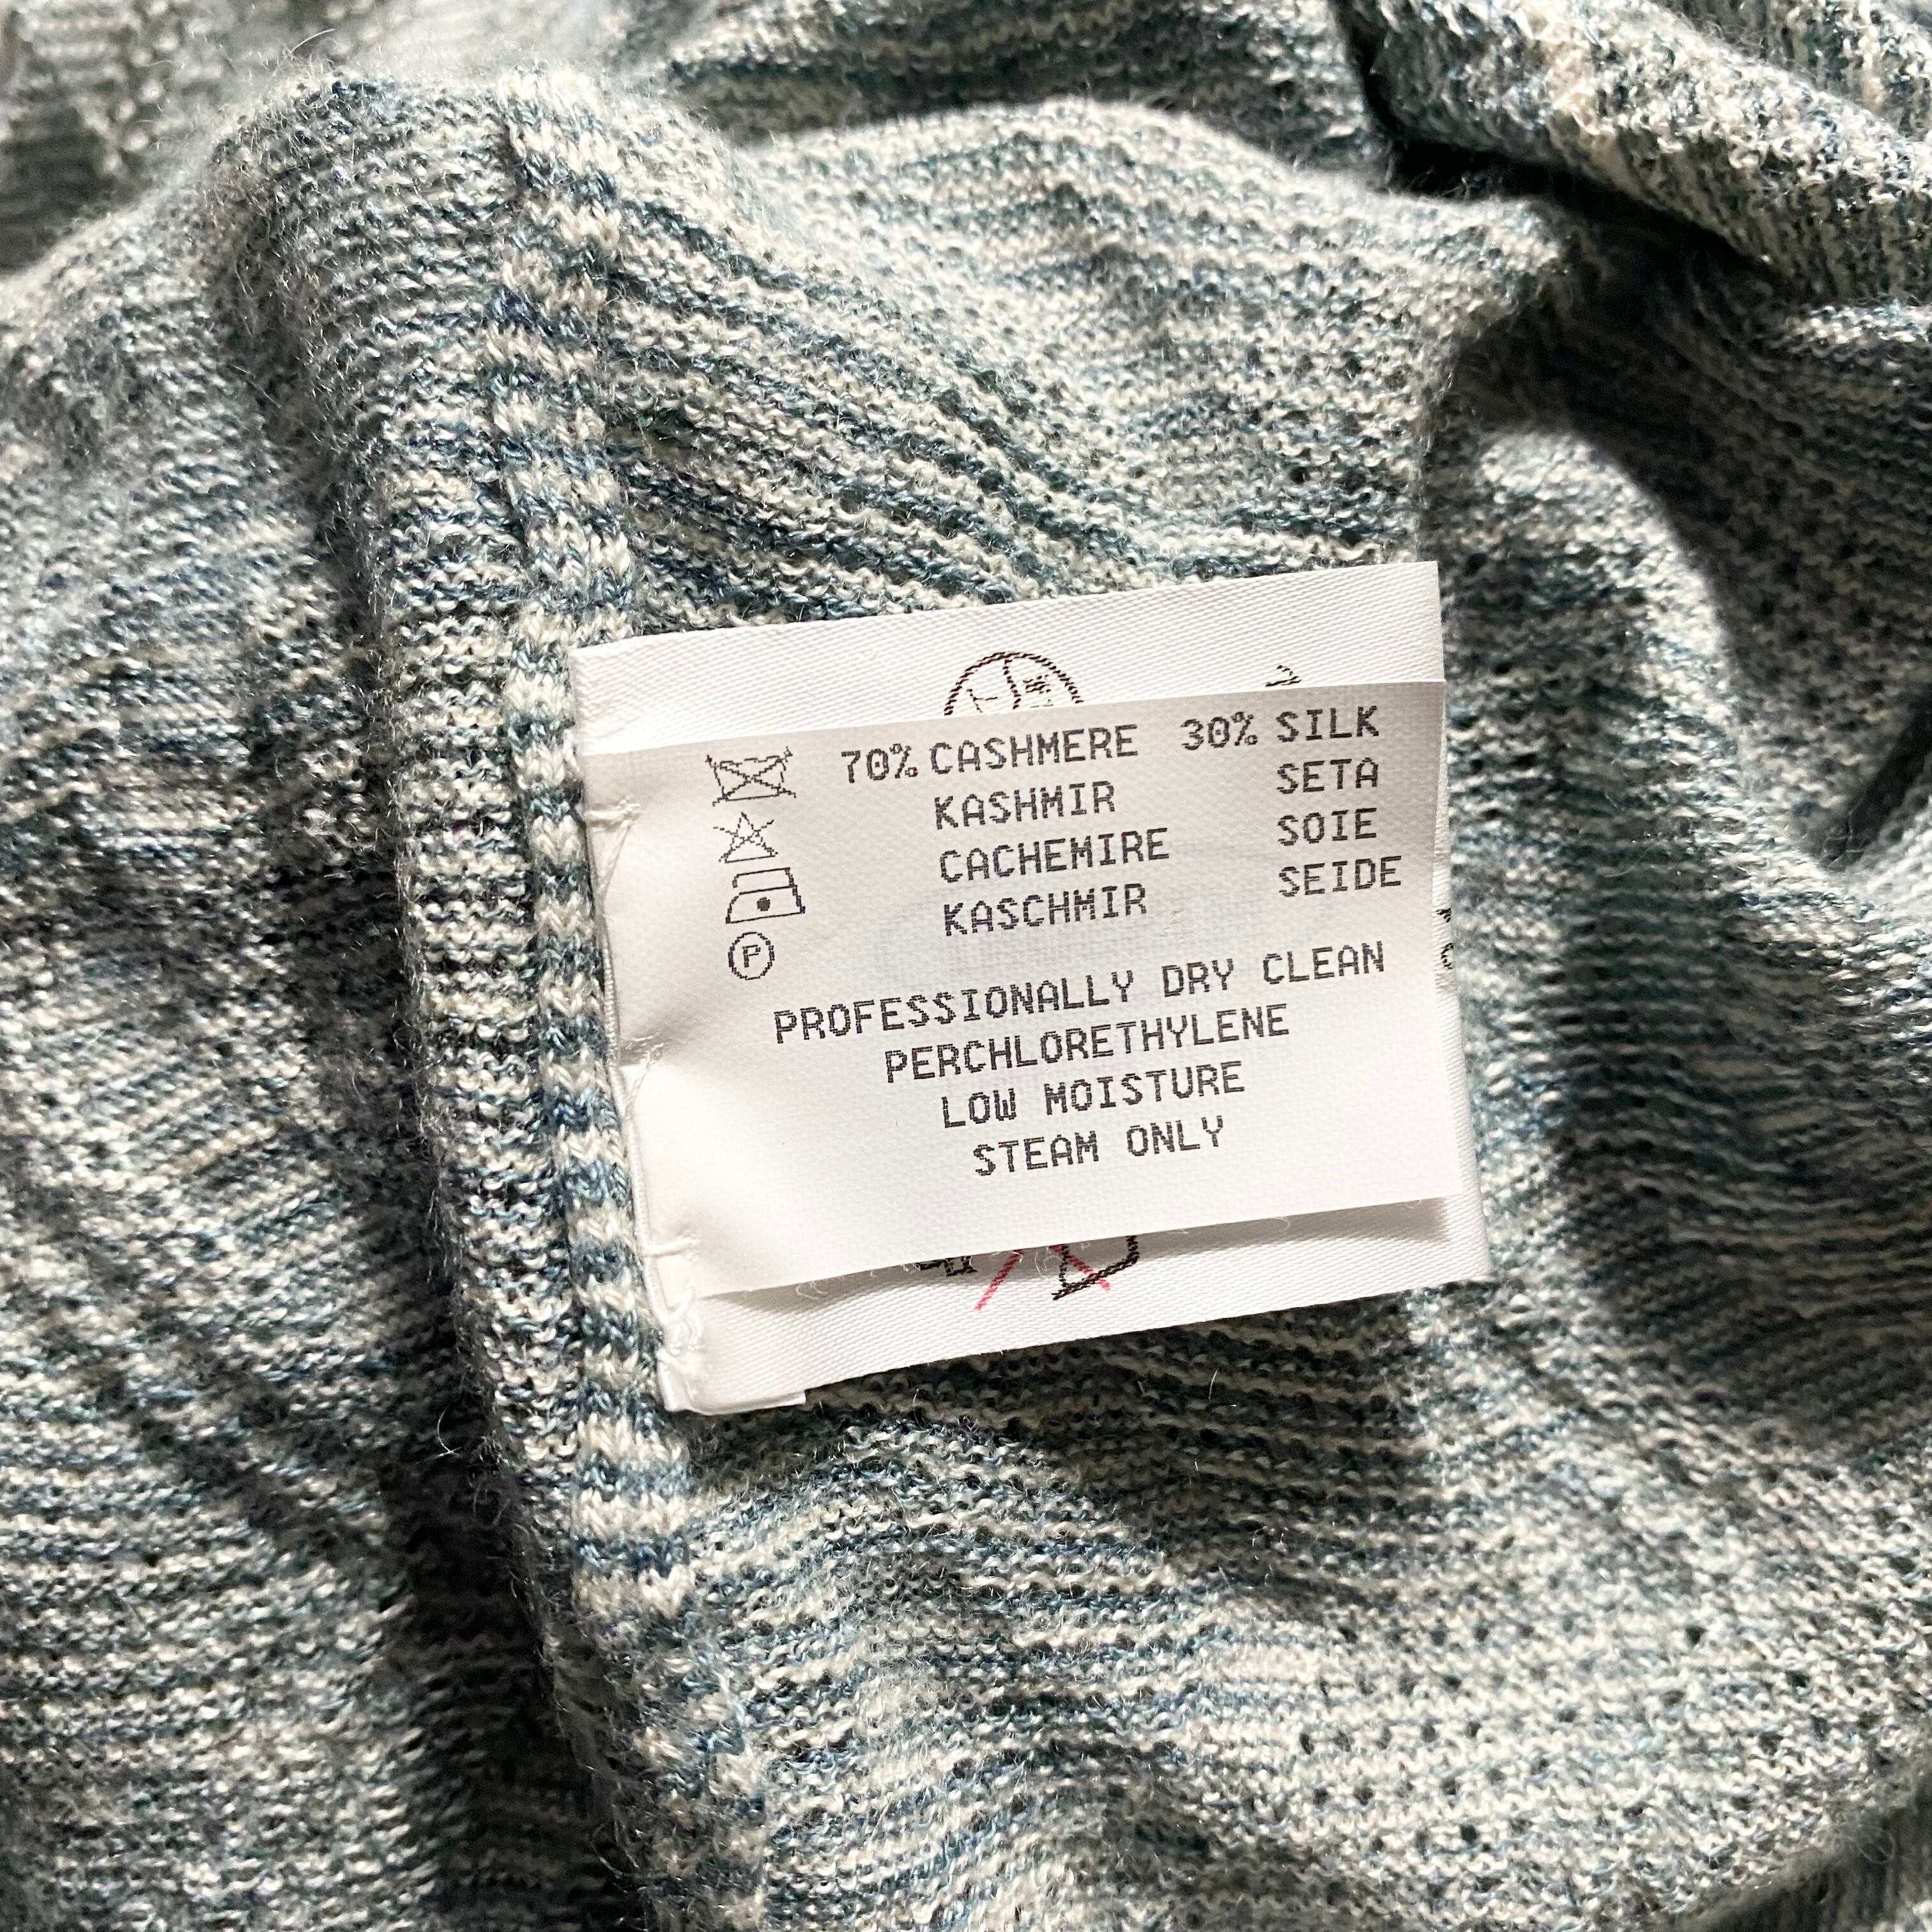 70% CASHMERE 30% SILK
KASHMIR SETA
CACHEMIRE SOIE
KASCHMIR SEIDE
P
PROFESSIONALLY DRY CLEAN
PERCHLORETHYLENE
LOW MOISTURE
STEAM ONLY